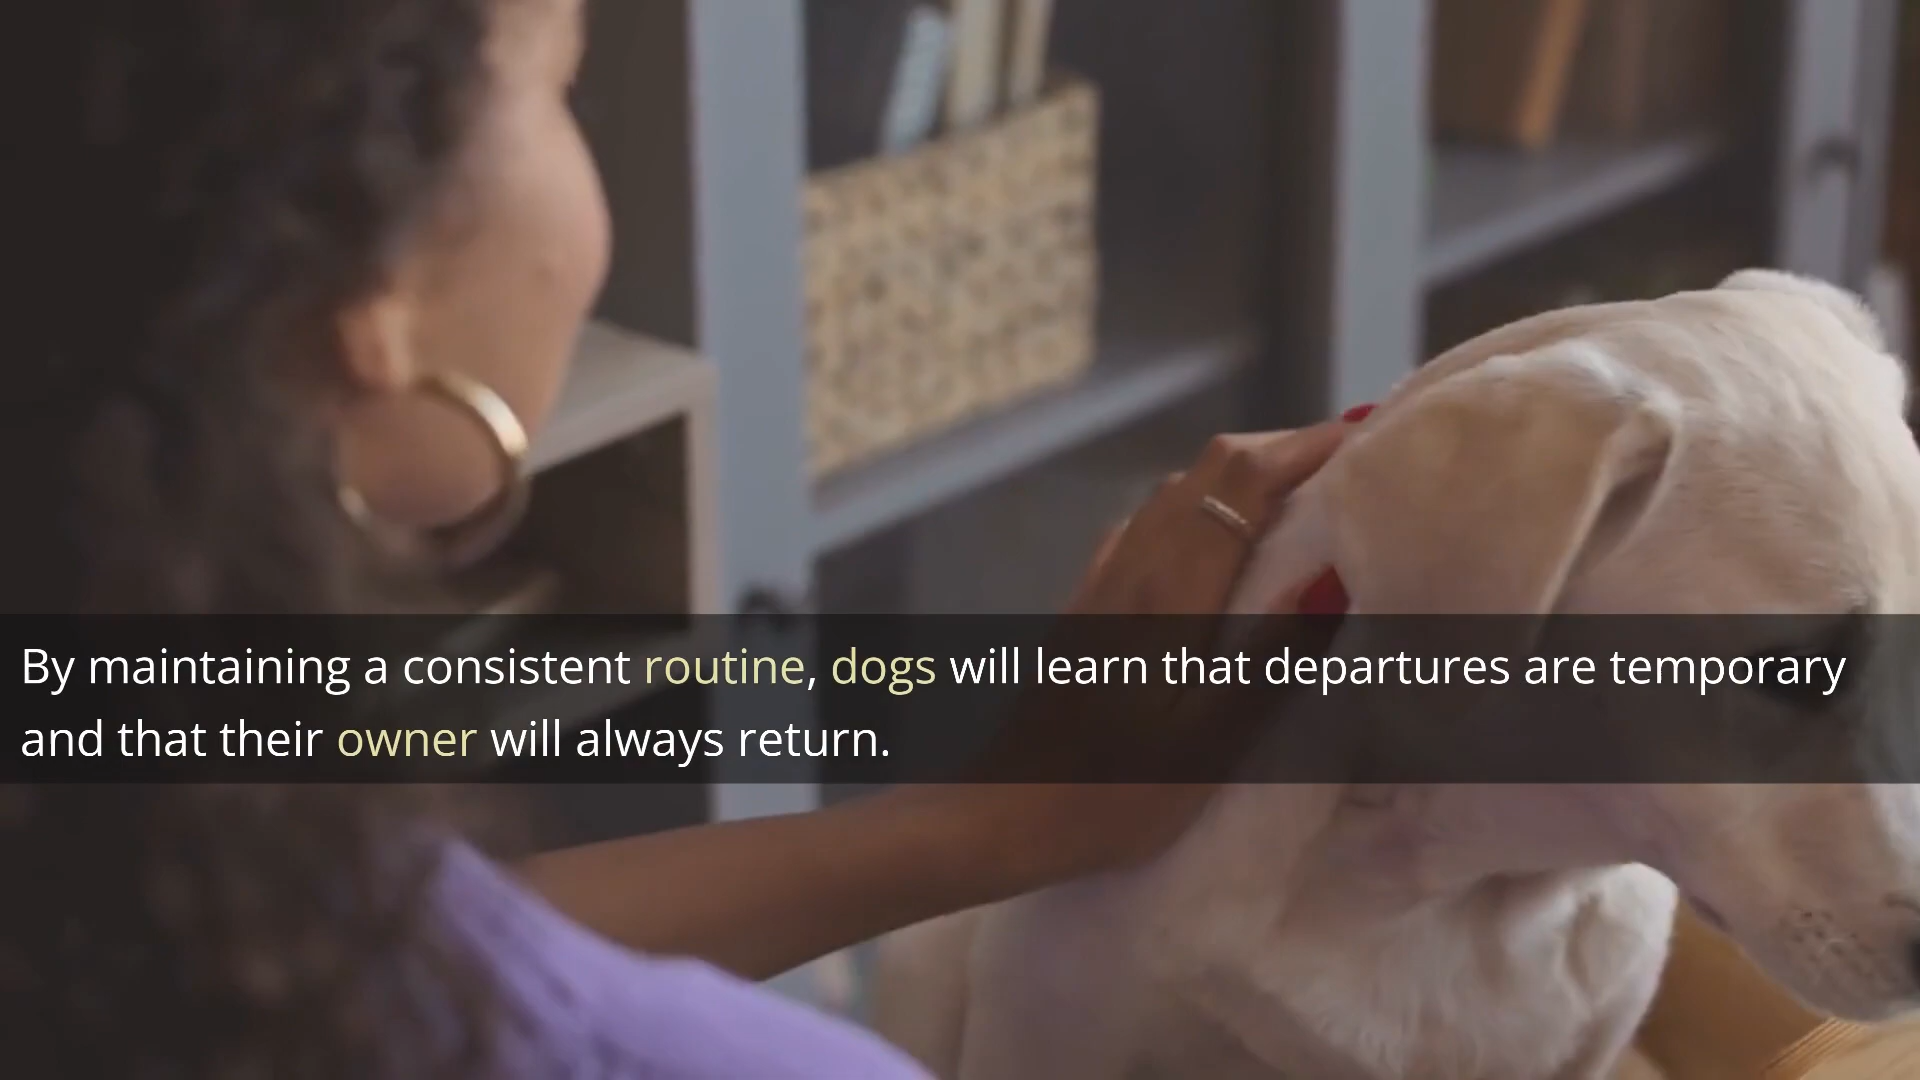 By maintaining a consistent routine, dogs will learn that departures are temporary
and that their owner will always return.